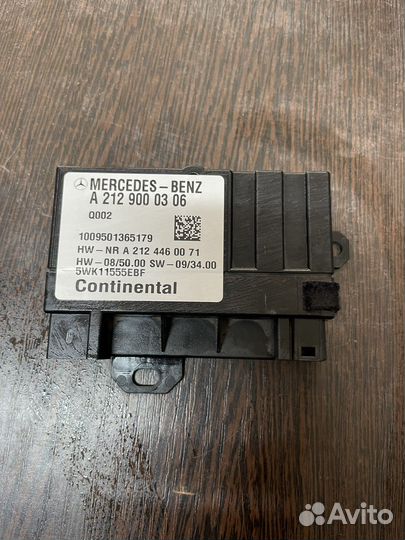 MERCEDES-BENZ
A 212 900 03 06
Q002
1009501365179
HW-NR A 212 446 00 71
HW-08/50.00 SW-09/34.00
5WK11555EBF
Continental
Avito